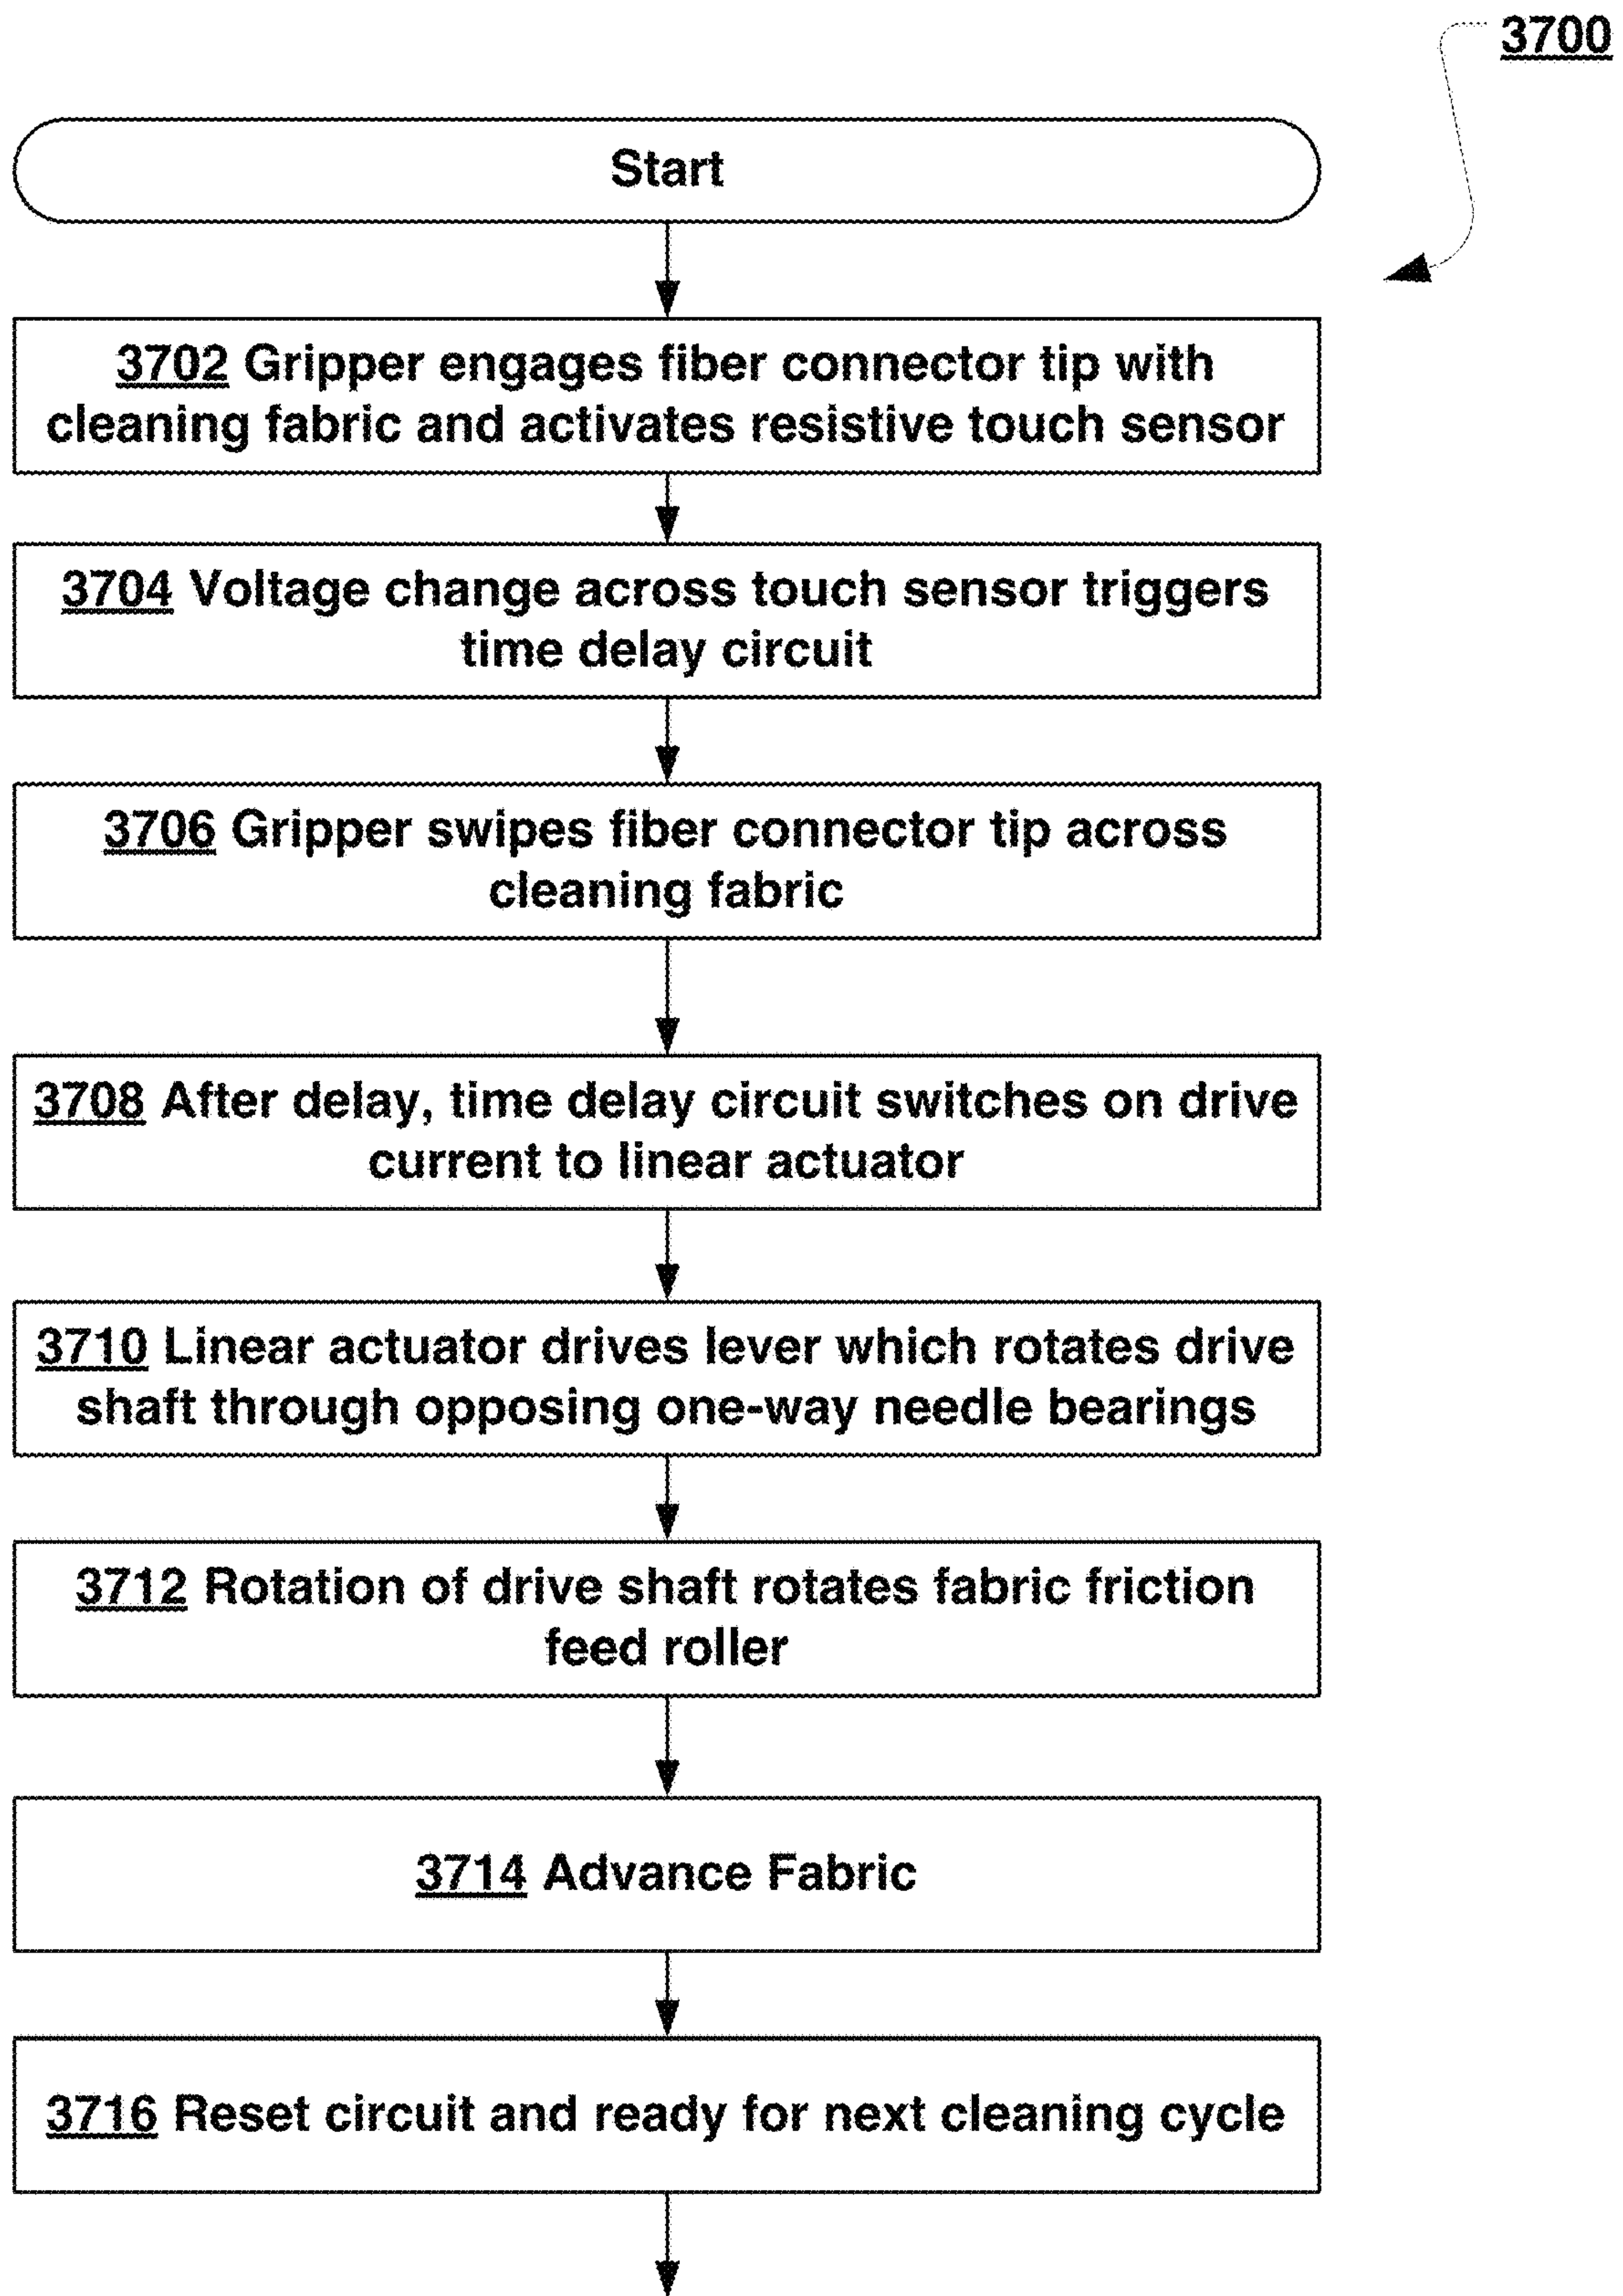 3700
Start
3702 Gripper engages fiber connector tip with
cleaning fabric and activates resistive touch sensor
3704 Voltage change across touch sensor triggers
time delay circuit
3706 Gripper swipes fiber connector tip across
cleaning fabric
3708 After delay, time delay circuit switches on drive
current to linear actuator
3710 Linear actuator drives lever which rotates drive
shaft through opposing one-way needle bearings
3712 Rotation of drive shaft rotates fabric friction
feed roller
3714 Advance Fabric
3716 Reset circuit and ready for next cleaning cycle